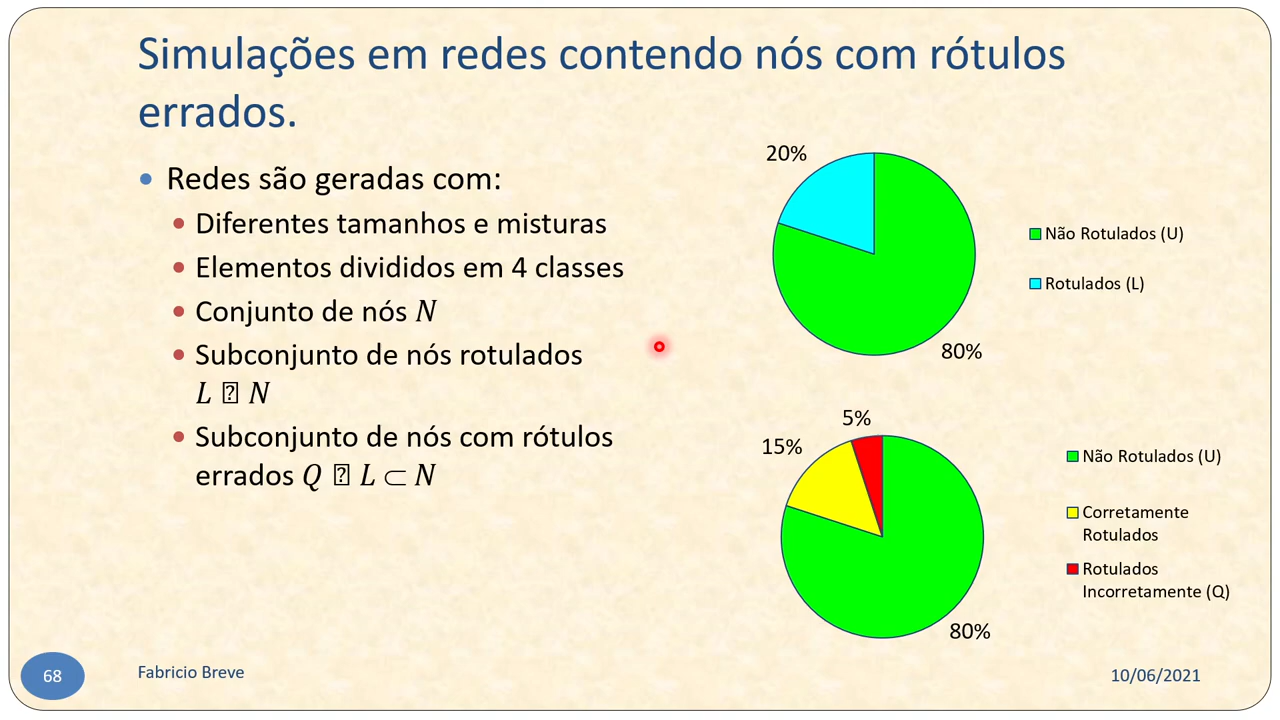 Simulações em redes contendo nós com rótulos
errados.
• Redes são geradas com:
• Diferentes tamanhos e misturas
• Elementos divididos em 4 classes
• Conjunto de nós N
• Subconjunto de nós rotulados
L ⍰ N
• Subconjunto de nós com rótulos
errados Q ⍰ L ⊂ N
20%
80%
Não Rotulados (U)
Rotulados (L)
5%
15%
80%
Não Rotulados (U)
Corretamente
Rotulados
Rotulados
Incorretamente (Q)
68
Fabricio Breve
10/06/2021